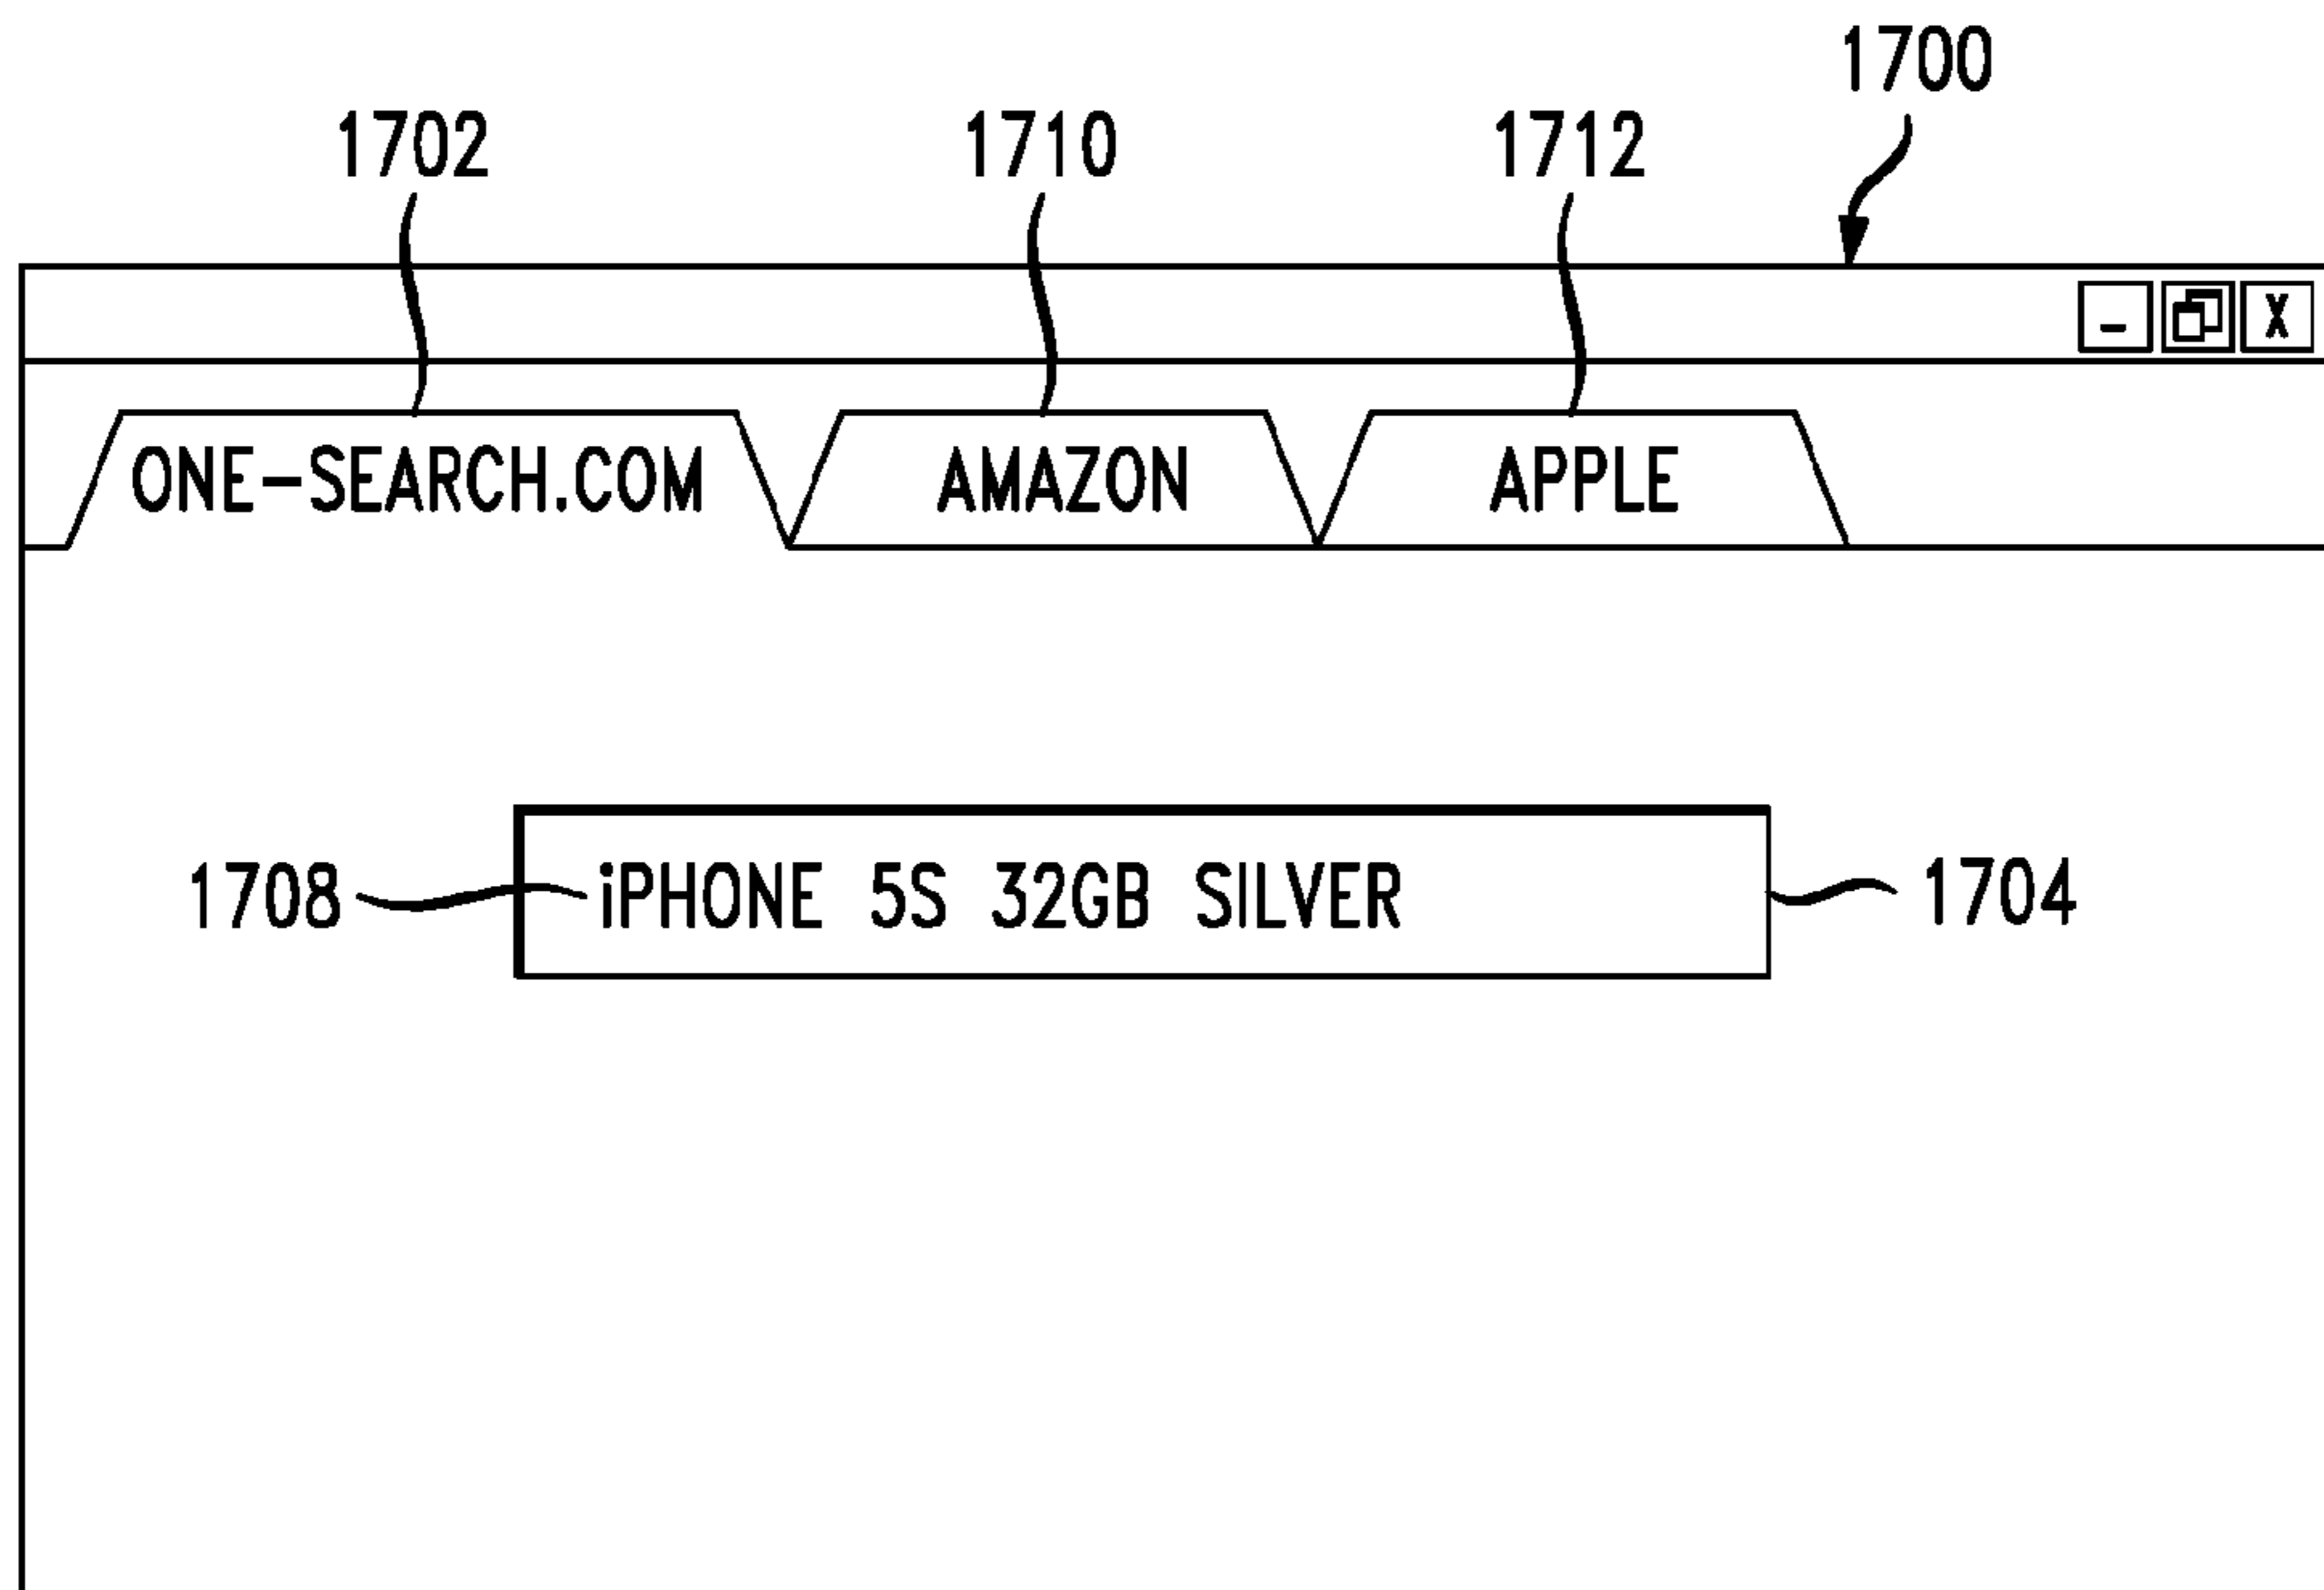 1700
1702 1710 1712
X
ONE-SEARCH.COM AMAZON APPLE
1708 iPHONE 5S 32GB SILVER 1704